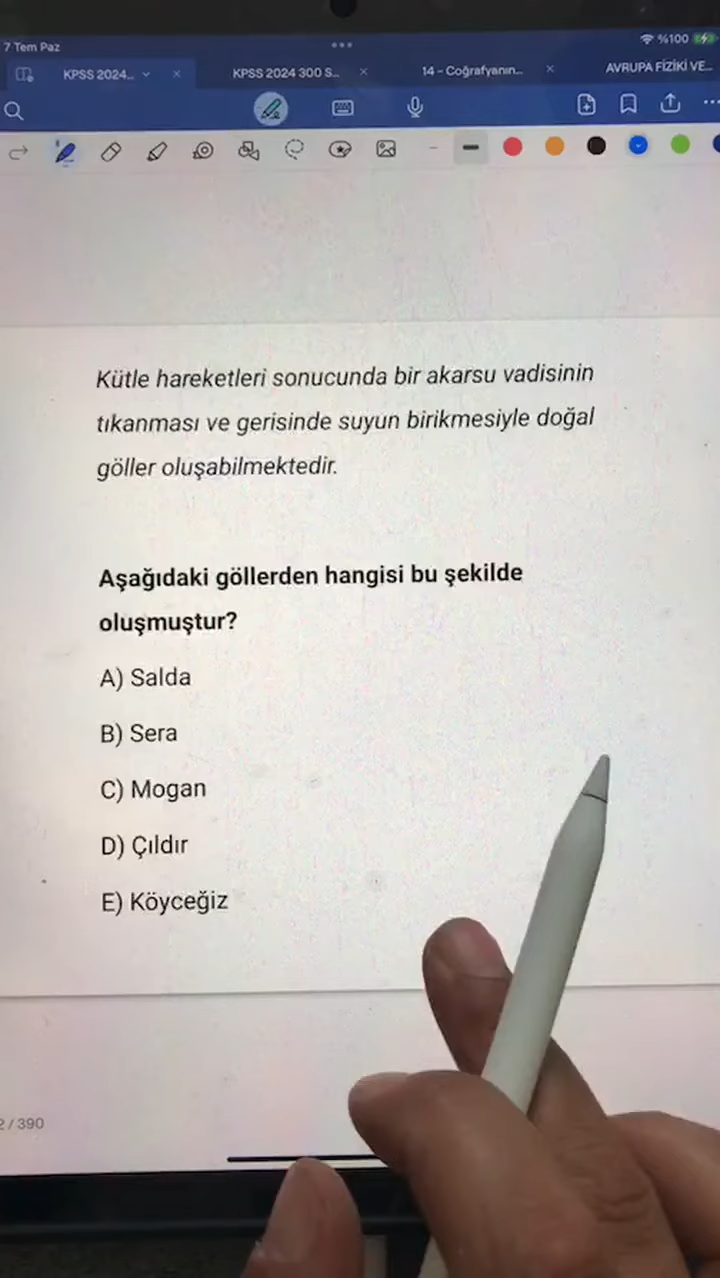 7 Tem Paz
%100
KPSS 2024...
KPSS 2024 300 S...
14 - Coğrafyanın...
AVRUPA FİZİKİ VE...
Kütle hareketleri sonucunda bir akarsu vadisinin
tıkanması ve gerisinde suyun birikmesiyle doğal
göller oluşabilmektedir.
Aşağıdaki göllerden hangisi bu şekilde
oluşmuştur?
A) Salda
B) Sera
C) Mogan
D) Çıldır
E) Köyceğiz
2 / 390